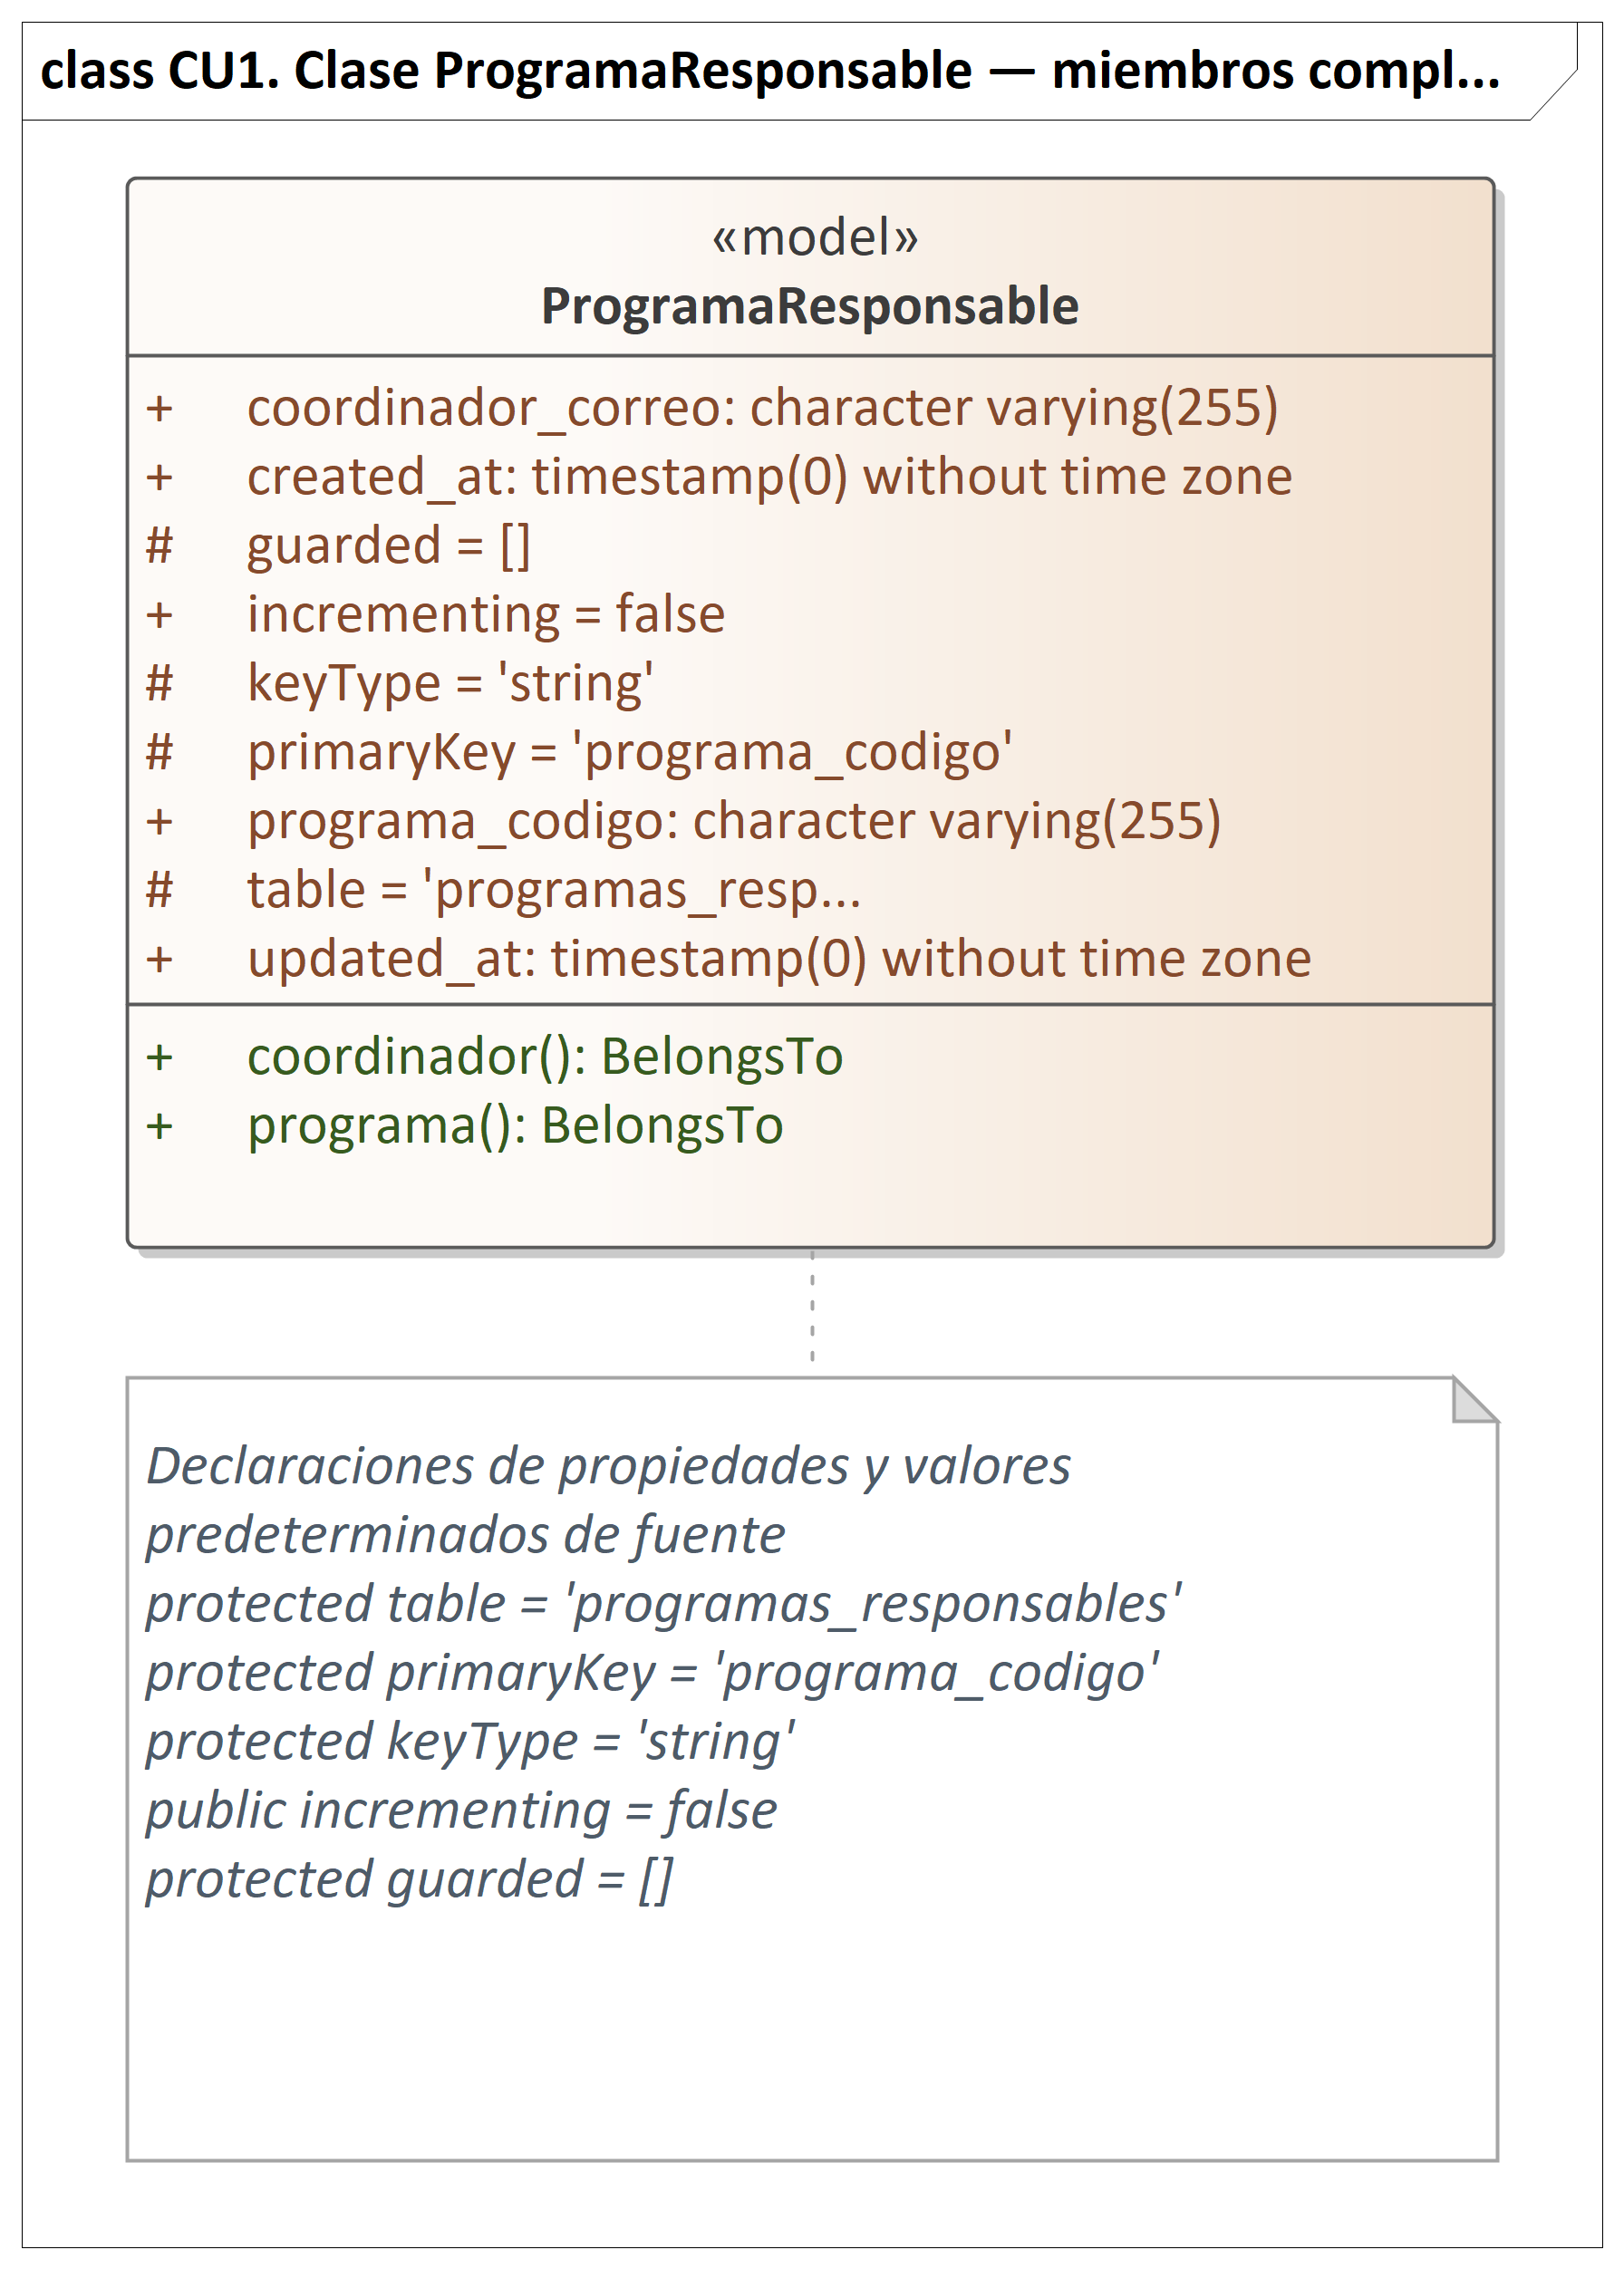 class CU1. Clase ProgramaResponsable — miembros compl...
«model»
ProgramaResponsable
+ coordinador_correo: character varying(255)
+ created_at: timestamp(0) without time zone
# guarded = []
+ incrementing = false
# keyType = 'string'
# primaryKey = 'programa_codigo'
+ programa_codigo: character varying(255)
# table = 'programas_resp...
+ updated_at: timestamp(0) without time zone
+ coordinador(): BelongsTo
+ programa(): BelongsTo
Declaraciones de propiedades y valores
predeterminados de fuente
protected table = 'programas_responsables'
protected primaryKey = 'programa_codigo'
protected keyType = 'string'
public incrementing = false
protected guarded = []